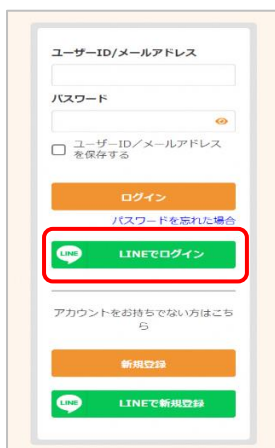 ユーザーID/メールアドレス
パスワード
ユーザーID／メールアドレス
を保存する
ログイン
パスワードを忘れた場合
LINE LINEでログイン
アカウントをお持ちでない方はこち
ら
新規登録
LINE LINEで新規登録